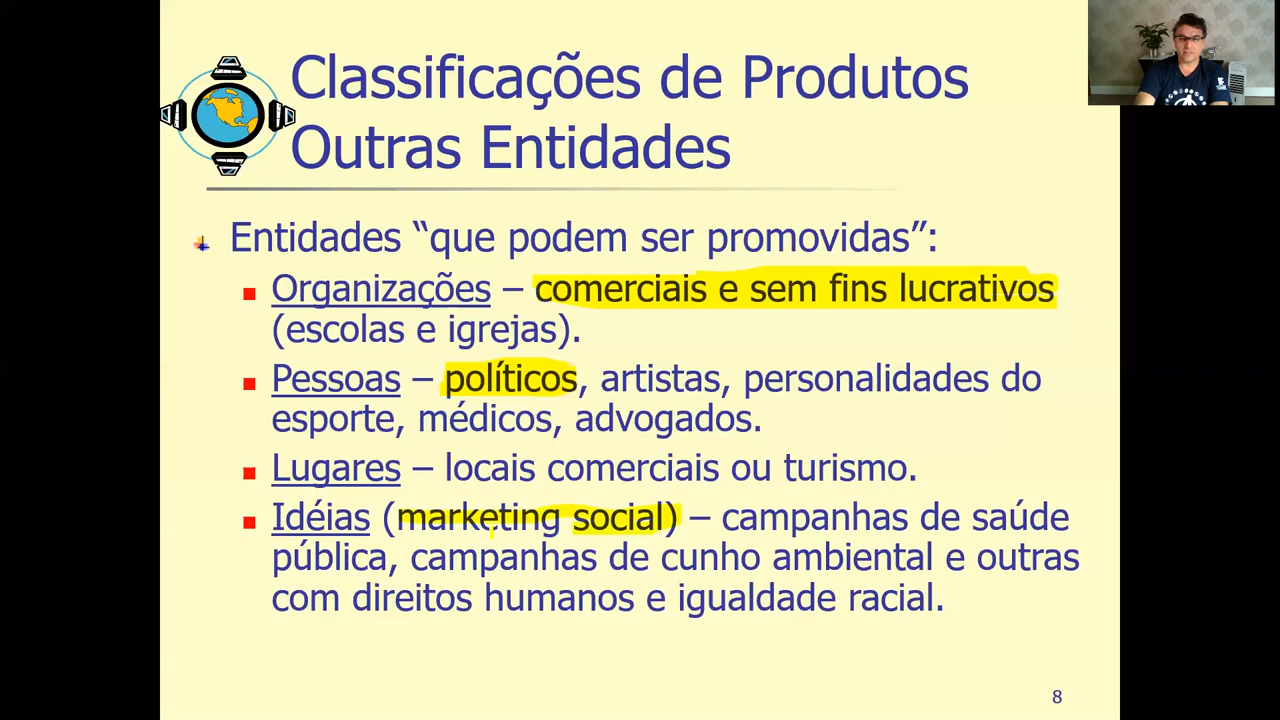 Classificações de Produtos
Outras Entidades
Entidades “que podem ser promovidas”:
Organizações – comerciais e sem fins lucrativos
(escolas e igrejas).
Pessoas – políticos, artistas, personalidades do
esporte, médicos, advogados.
Lugares – locais comerciais ou turismo.
Idéias (marketing social) – campanhas de saúde
pública, campanhas de cunho ambiental e outras
com direitos humanos e igualdade racial.
8